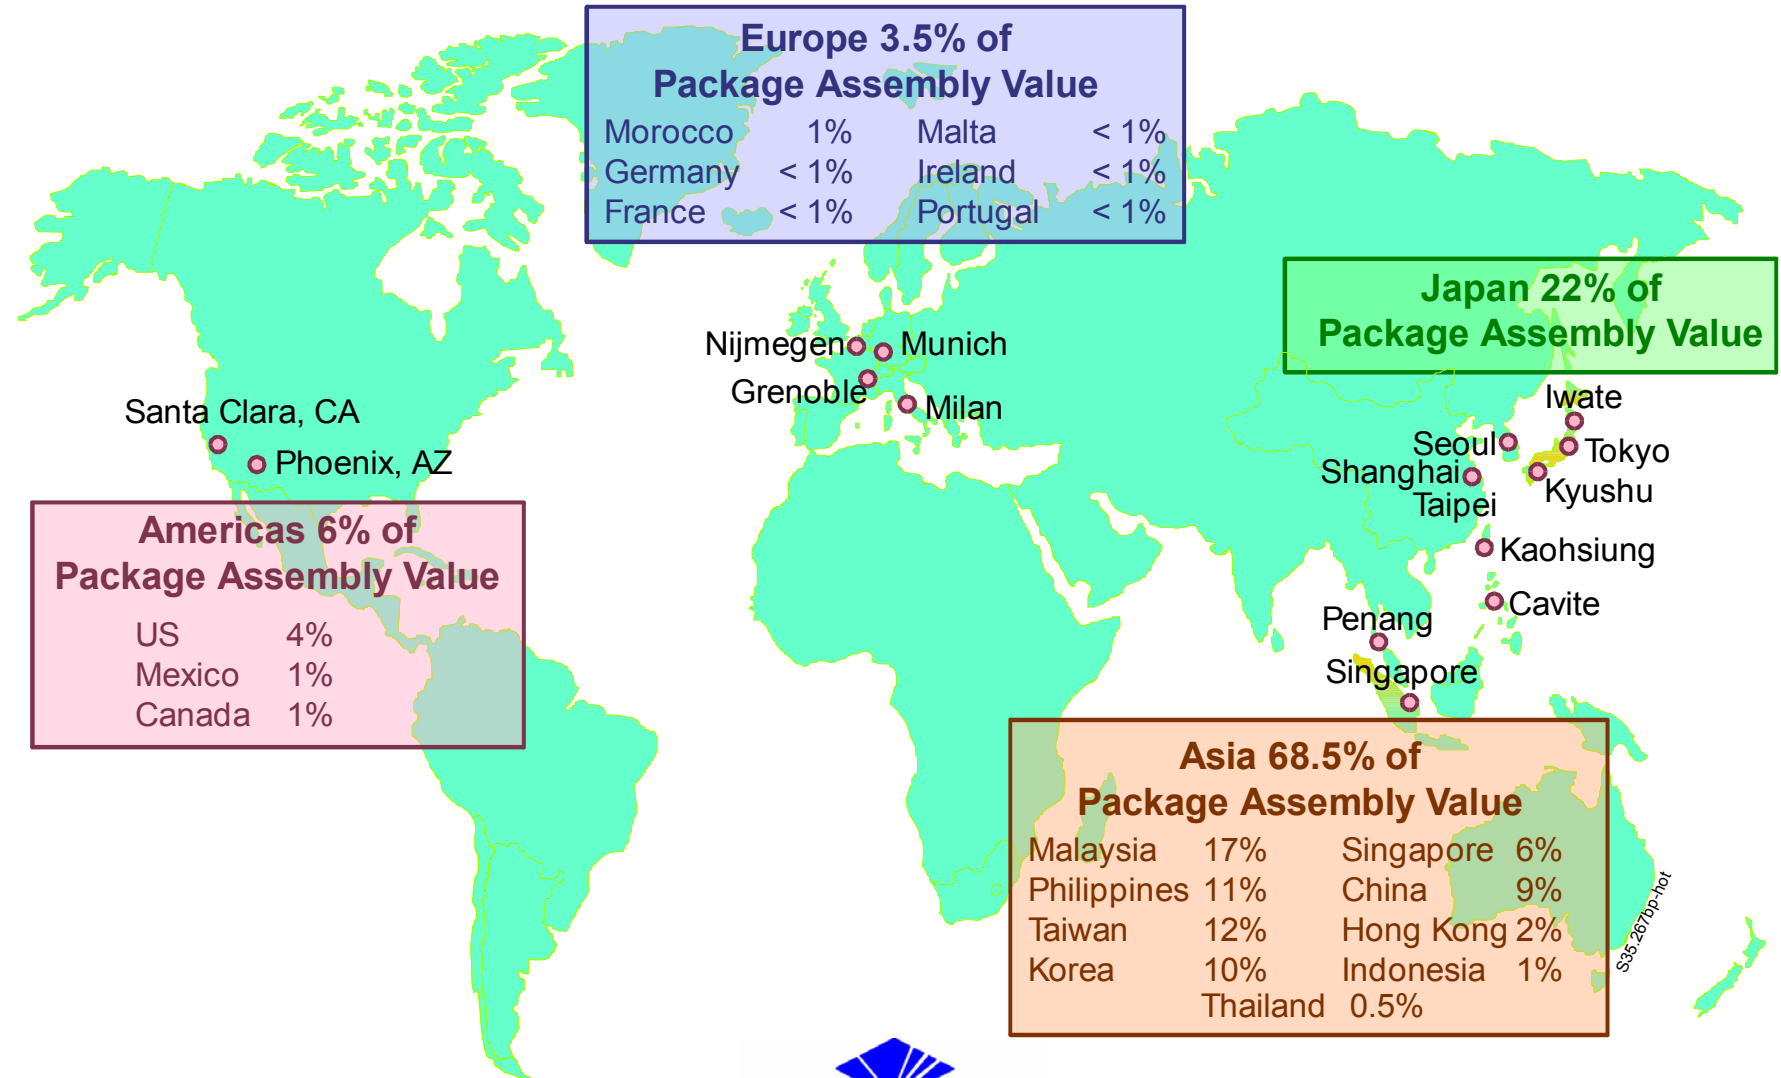 Europe 3.5% of
Package Assembly Value
Morocco 1% Malta < 1%
Germany < 1% Ireland < 1%
France < 1% Portugal < 1%
Japan 22% of
Package Assembly Value
Nijmegen Munich
Grenoble Milan
Santa Clara, CA
Phoenix, AZ
Iwate
Seoul Tokyo
Shanghai Kyushu
Taipei
Kaohsiung
Cavite
Penang
Singapore
Americas 6% of
Package Assembly Value
US 4%
Mexico 1%
Canada 1%
Asia 68.5% of
Package Assembly Value
Malaysia 17% Singapore 6%
Philippines 11% China 9%
Taiwan 12% Hong Kong 2%
Korea 10% Indonesia 1%
Thailand 0.5%
S35.267bp-hot